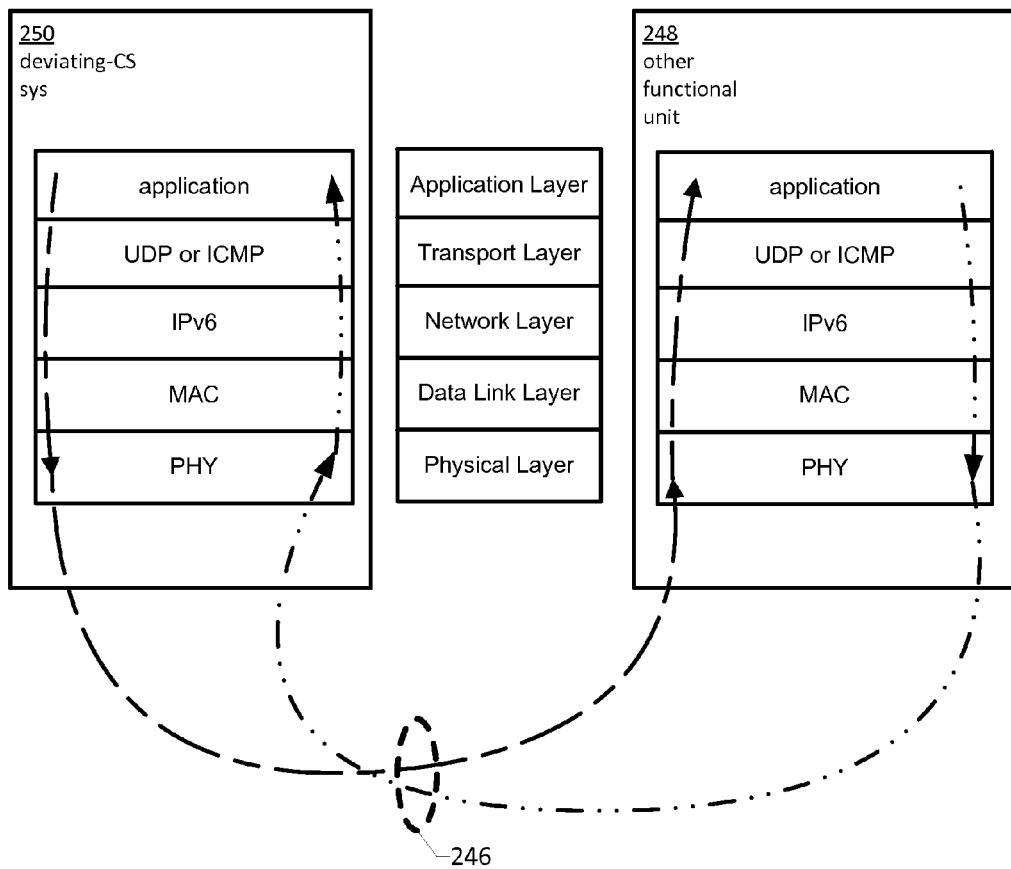 250
deviating-CS
sys
application
UDP or ICMP
IPv6
MAC
PHY
Application Layer
Transport Layer
Network Layer
Data Link Layer
Physical Layer
248
other
functional
unit
application
UDP or ICMP
IPv6
MAC
PHY
246